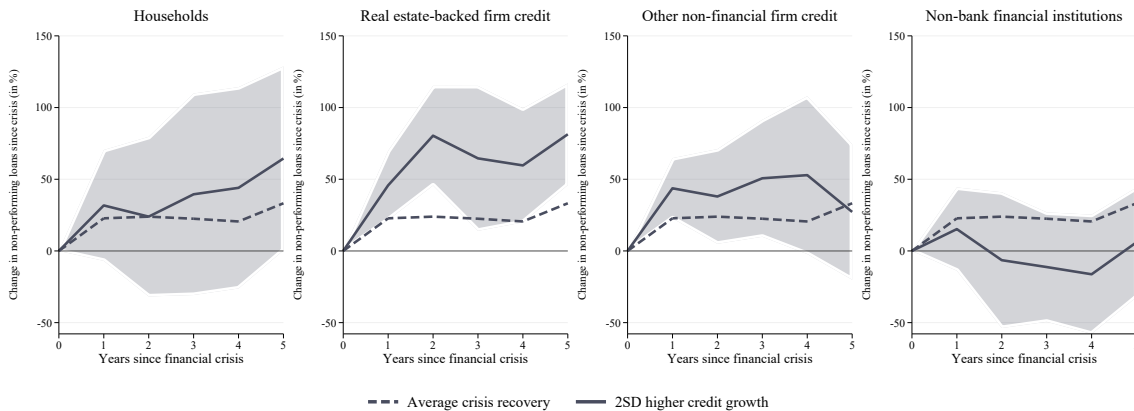 Households
Change in non-performing loans since crisis (in %)
150
100
50
0
-50
0 1 2 3 4 5
Years since financial crisis
Real estate-backed firm credit
Change in non-performing loans since crisis (in %)
150
100
50
0
-50
0 1 2 3 4 5
Years since financial crisis
Other non-financial firm credit
Change in non-performing loans since crisis (in %)
150
100
50
0
-50
0 1 2 3 4 5
Years since financial crisis
Non-bank financial institutions
Change in non-performing loans since crisis (in %)
150
100
50
0
-50
0 1 2 3 4
Years since financial crisis
Average crisis recovery
2SD higher credit growth